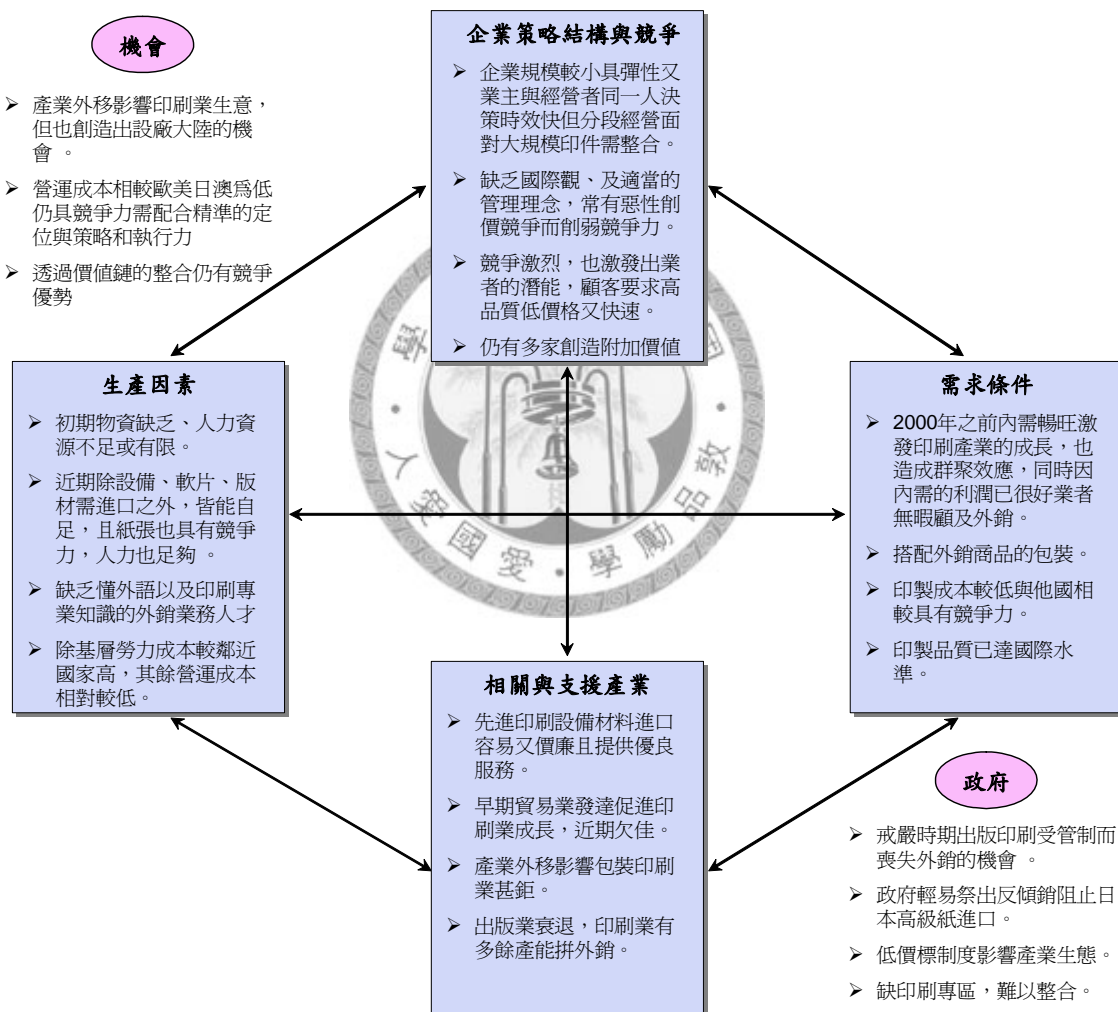 機會
➢ 產業外移影響印刷業生意，
但也創造出設廠大陸的機
會 。
➢ 營運成本相較歐美日澳爲低
仍具競爭力需配合精準的定
位與策略和執行力
➢ 透過價值鏈的整合仍有競爭
優勢
企業策略結構與競爭
➢ 企業規模較小具彈性又
業主與經營者同一人決
策時效快但分段經營面
對大規模印件需整合。
➢ 缺乏國際觀、及適當的
管理理念，常有惡性削
價競爭而削弱競爭力。
➢ 競爭激烈，也激發出業
者的潛能，顧客要求高
品質低價格又快速。
➢ 仍有多家創造附加價值
生產因素
➢ 初期物資缺乏、人力資
源不足或有限。
➢ 近期除設備、軟片、版
材需進口之外，皆能自
足，且紙張也具有競爭
力，人力也足夠 。
➢ 缺乏懂外語以及印刷專
業知識的外銷業務人才
➢ 除基層勞力成本較鄰近
國家高，其餘營運成本
相對較低。
需求條件
➢ 2000年之前內需暢旺激
發印刷產業的成長，也
造成群聚效應，同時因
內需的利潤已很好業者
無暇顧及外銷。
➢ 搭配外銷商品的包裝。
➢ 印製成本較低與他國相
較具有競爭力。
➢ 印製品質已達國際水
準。
相關與支援產業
➢ 先進印刷設備材料進口
容易又價廉且提供優良
服務。
➢ 早期貿易業發達促進印
刷業成長，近期欠佳。
➢ 產業外移影響包裝印刷
業甚鉅。
➢ 出版業衰退，印刷業有
多餘產能拚外銷。
政府
➢ 戒嚴時期出版印刷受管制而
喪失外銷的機會 。
➢ 政府輕易祭出反傾銷阻止日
本高級紙進口。
➢ 低價標制度影響產業生態。
➢ 缺印刷專區，難以整合。
學
人愛國愛・學勵品敦